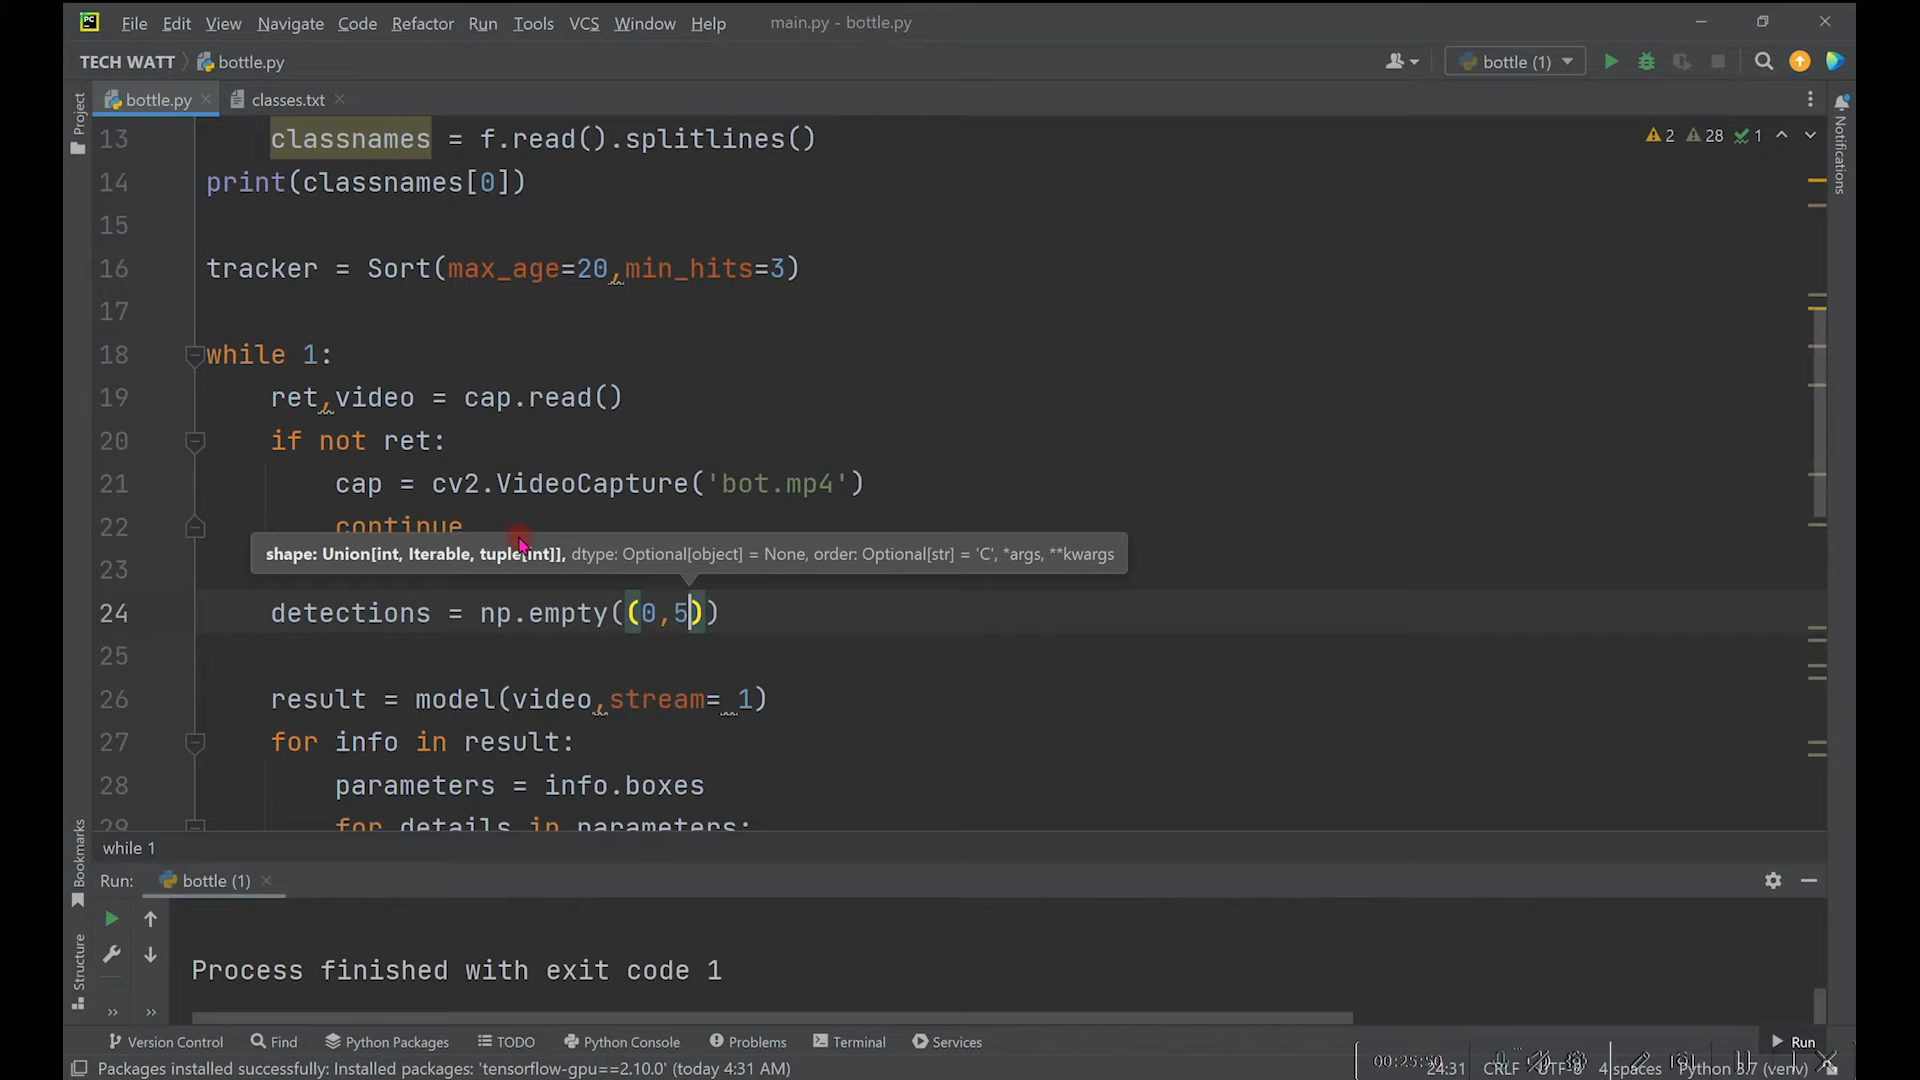 File Edit View Navigate Code Refactor Run Tools VCS Window Help main.py - bottle.py
TECH WATT bottle.py bottle (1)
Project bottle.py classes.txt
Notifications
13 classnames = f.read().splitlines() 2 28 1
14 print(classnames[0])
15
16 tracker = Sort(max_age=20,min_hits=3)
17
18 while 1:
19 ret,video = cap.read()
20 if not ret:
21 cap = cv2.VideoCapture('bot.mp4')
22 continue
shape: Union[int, Iterable, tuple[int]], dtype: Optional[object] = None, order: Optional[str] = 'C', *args, **kwargs
23
24 detections = np.empty((0,5))
25
26 result = model(video,stream= 1)
27 for info in result:
28 parameters = info.boxes
29 for details in parameters:
while 1
Bookmarks
Run: bottle (1)
Structure
Process finished with exit code 1
Version Control Find Python Packages TODO Python Console Problems Terminal Services Run
Packages installed successfully: Installed packages: 'tensorflow-gpu==2.10.0' (today 4:31 AM) 00:25:50 24:31 CRLF UTF-8 4 spaces Python 3.7 (venv)